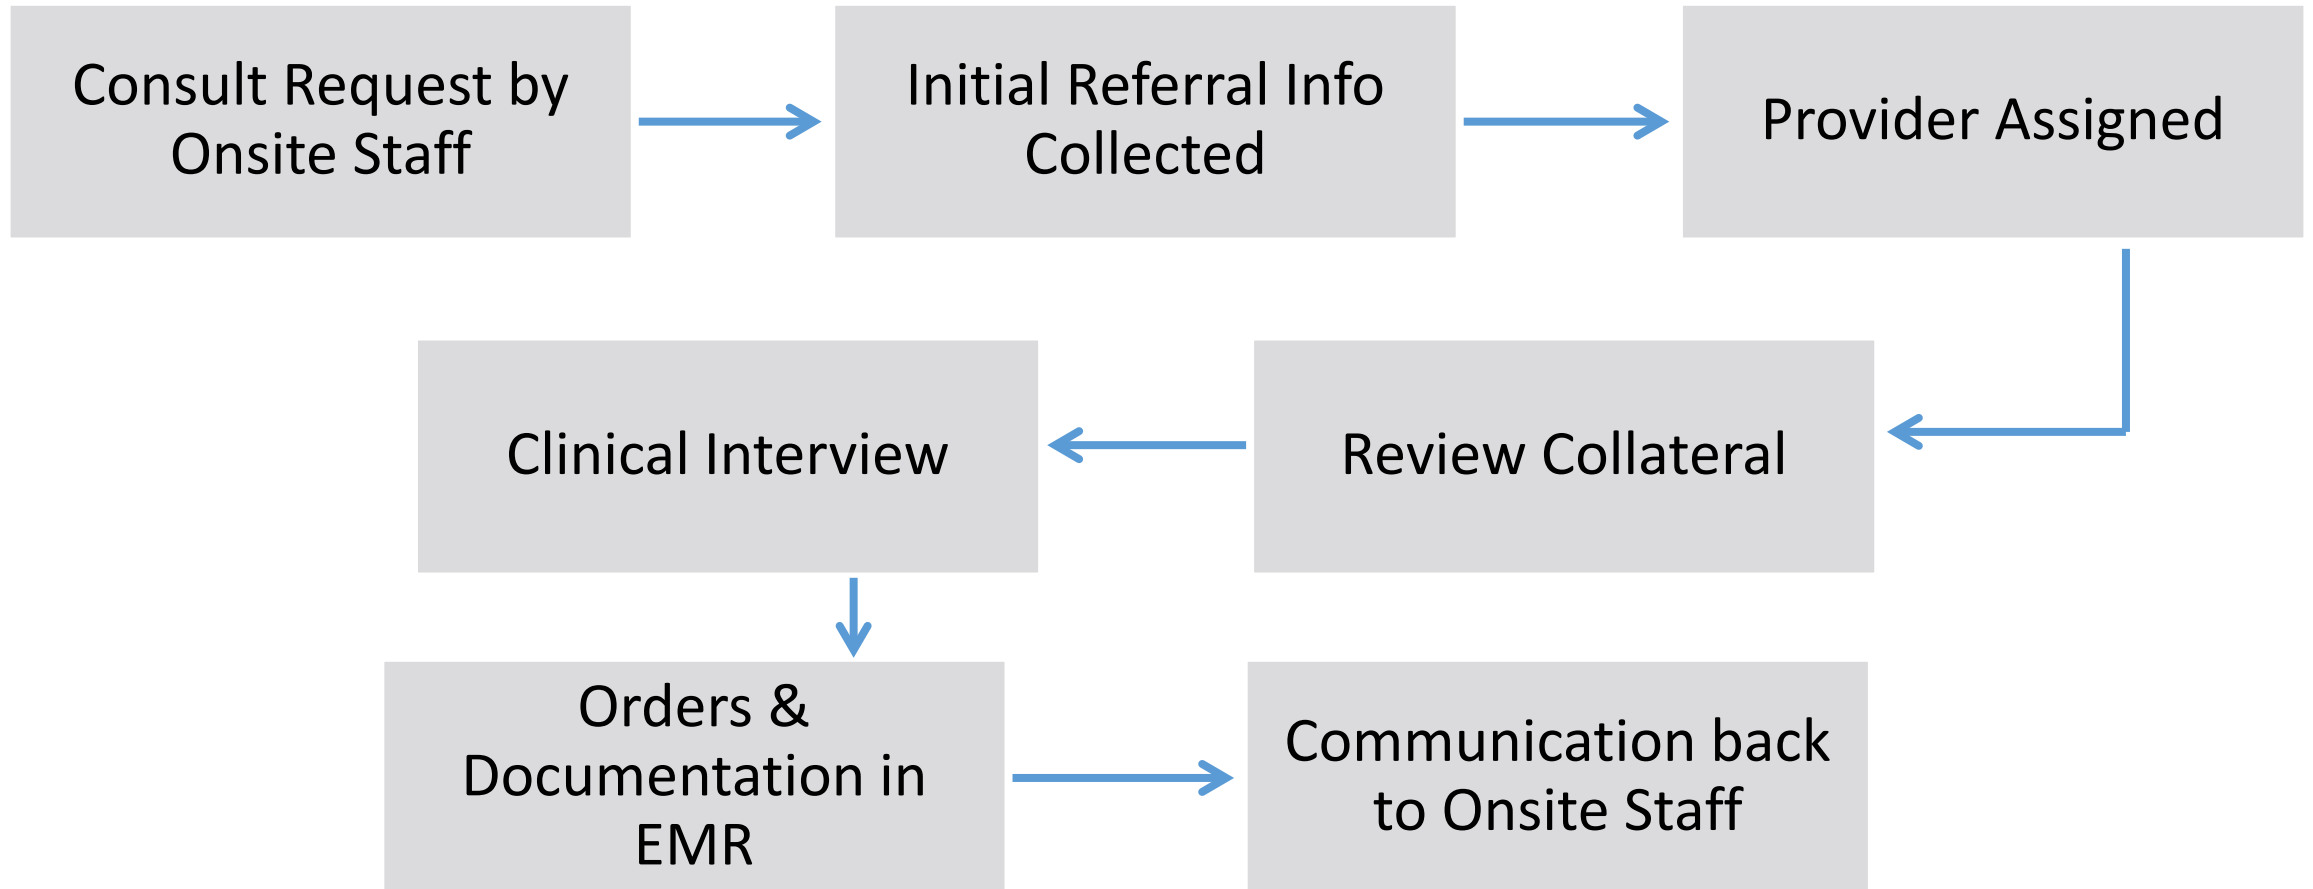 Consult Request by
Onsite Staff
Initial Referral Info
Collected
Provider Assigned
Review Collateral
Clinical Interview
Orders &
Documentation in
EMR
Communication back
to Onsite Staff